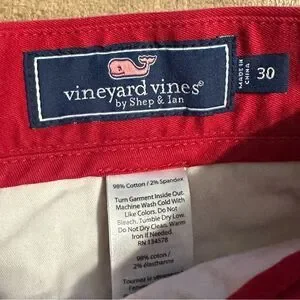 vineyard vines®
by Shep & Ian
MADE IN
CHINA
30
98% Cotton / 2% Spandex
Turn Garment Inside Out.
Machine Wash Cold With
Like Colors. Do Not
Bleach. Tumble Dry Low.
Do Not Dry Clean. Warm
Iron if Needed.
RN 134578
98% coton /
2% élasthanne